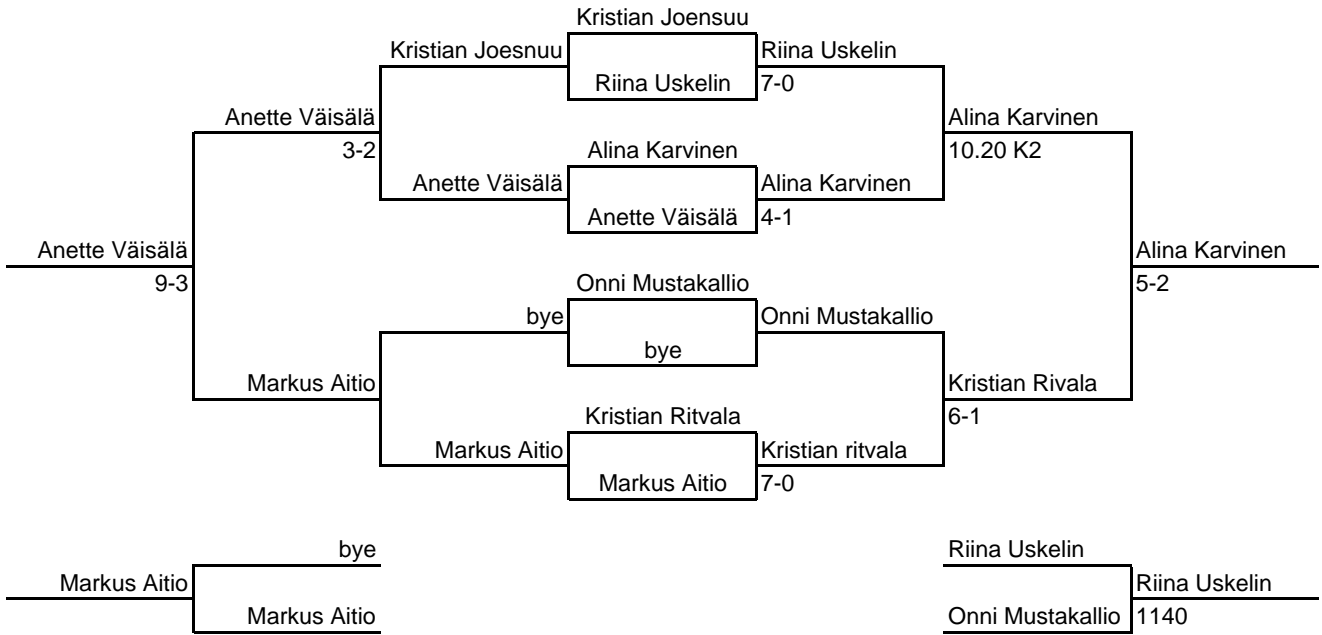 Kristian Joensuu
Kristian Joesnuu Riina Uskelin
Riina Uskelin 7-0
Anette Väisälä Alina Karvinen
3-2 Alina Karvinen 10.20 K2
Anette Väisälä Alina Karvinen
Anette Väisälä 4-1
Anette Väisälä Alina Karvinen
9-3 Onni Mustakallio 5-2
bye Onni Mustakallio
bye
Markus Aitio Kristian Rivala
Kristian Ritvala 6-1
Markus Aitio Kristian ritvala
Markus Aitio 7-0
bye Riina Uskelin
Markus Aitio Riina Uskelin
Markus Aitio Onni Mustakallio 1140